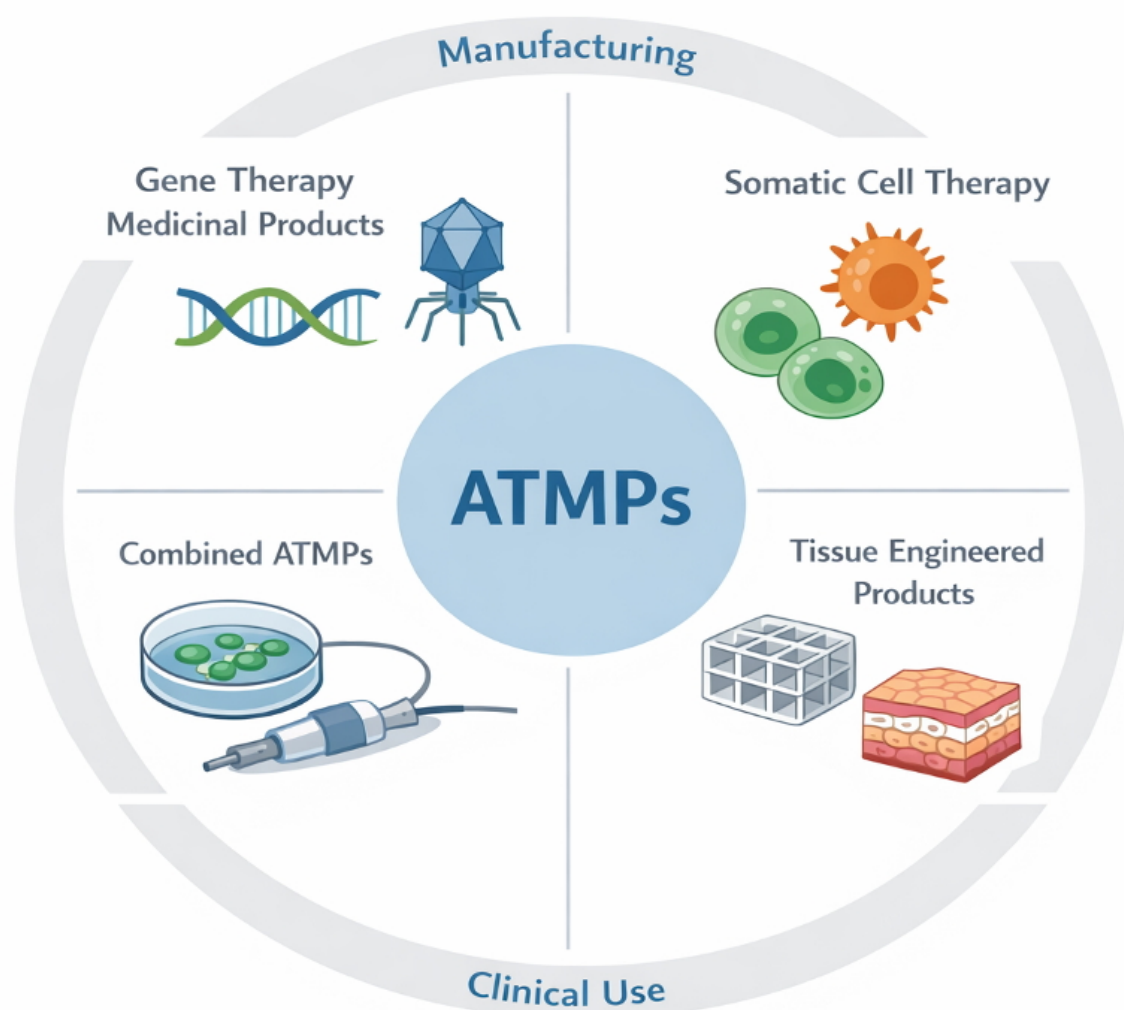 Manufacturing
Gene Therapy
Medicinal Products
Somatic Cell Therapy
ATMPs
Combined ATMPs
Tissue Engineered
Products
Clinical Use